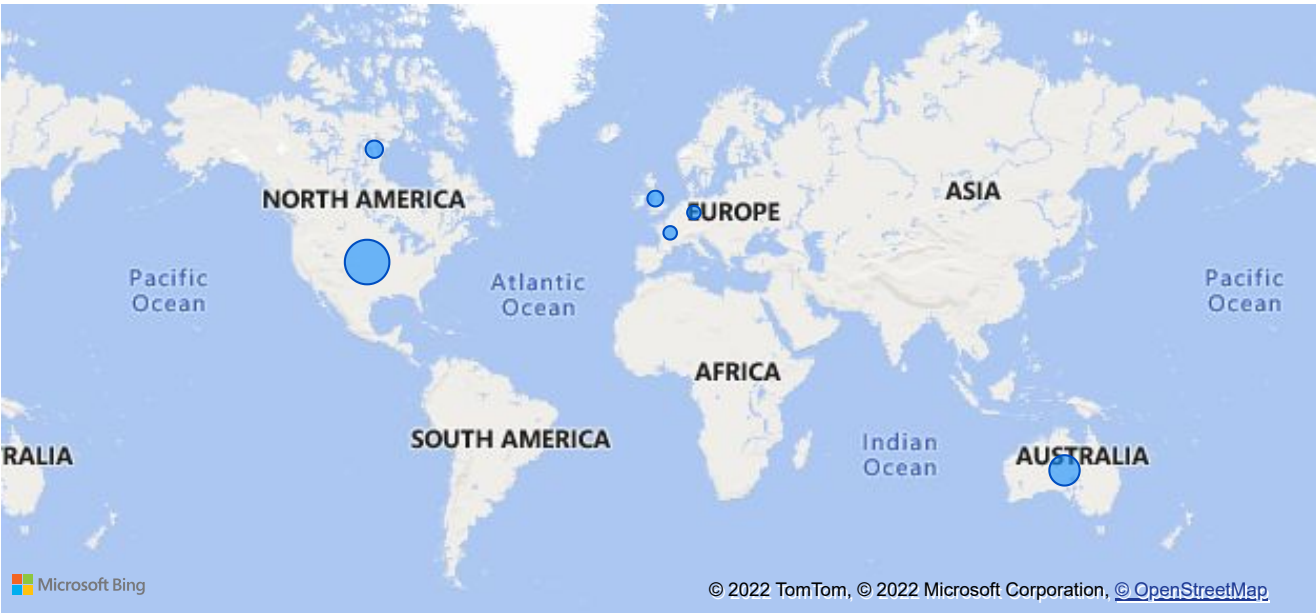 NORTH AMERICA
ASIA
EUROPE
Pacific
Ocean
Atlantic
Ocean
Pacific
Ocean
AFRICA
SOUTH AMERICA
Indian
Ocean
RALIA
AUSTRALIA
Microsoft Bing
© 2022 TomTom, © 2022 Microsoft Corporation, © OpenStreetMap